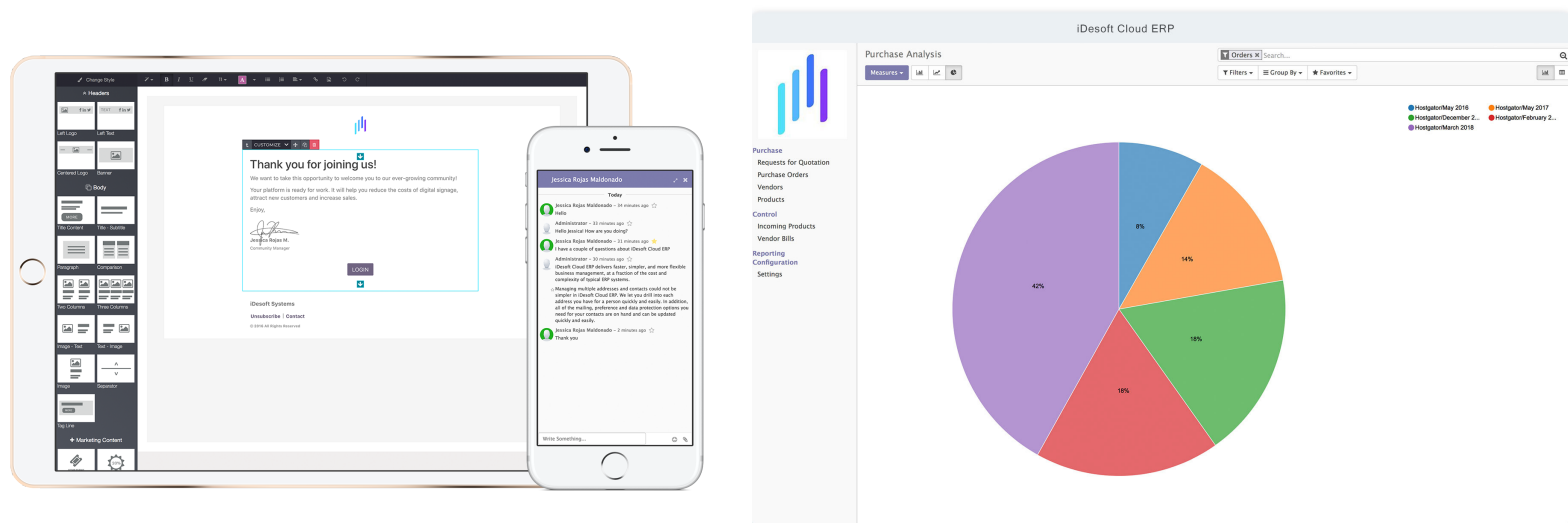 Change Style
B I U
A
Headers
TEXT
Left Logo
Left Text
Centered Logo
Banner
Body
MORE
Title Content
Title - Subtitle
Paragraph
Comparison
Two Columns
Three Columns
Image - Text
Text - Image
Image
Separator
Tag Line
Marketing Content
CUSTOMIZE
Thank you for joining us!
We want to take this opportunity to welcome you to our ever-growing community!
Your platform is ready for work. It will help you reduce the costs of digital signage,
attract new customers and increase sales.
Enjoy,
Jessica Rojas M.
Community Manager
LOGIN
iDesoft Systems
Unsubscribe | Contact
© 2018 All Rights Reserved
Jessica Rojas Maldonado
Today
Jessica Rojas Maldonado - 34 minutes ago
Hello
Administrator - 33 minutes ago
Hello Jessica! How are you doing?
Jessica Rojas Maldonado - 31 minutes ago
I have a couple of questions about iDesoft Cloud ERP
Administrator - 30 minutes ago
iDesoft Cloud ERP delivers faster, simpler, and more flexible
business management, at a fraction of the cost and
complexity of typical ERP systems.
Managing multiple addresses and contacts could not be
simpler in iDesoft Cloud ERP. We let you drill into each
address you have for a person quickly and easily. In addition,
all of the mailing, preference and data protection options you
need for your contacts are on hand and can be updated
quickly and easily.
Jessica Rojas Maldonado - 2 minutes ago
Thank you
Write Something...
iDesoft Cloud ERP
Purchase Analysis
Orders ×
Search...
Measures
Filters
Group By
Favorites
Purchase
Requests for Quotation
Purchase Orders
Vendors
Products
Control
Incoming Products
Vendor Bills
Reporting
Configuration
Settings
Hostgator/May 2016
Hostgator/May 2017
Hostgator/December 2...
Hostgator/February 2...
Hostgator/March 2018
8%
14%
42%
18%
18%